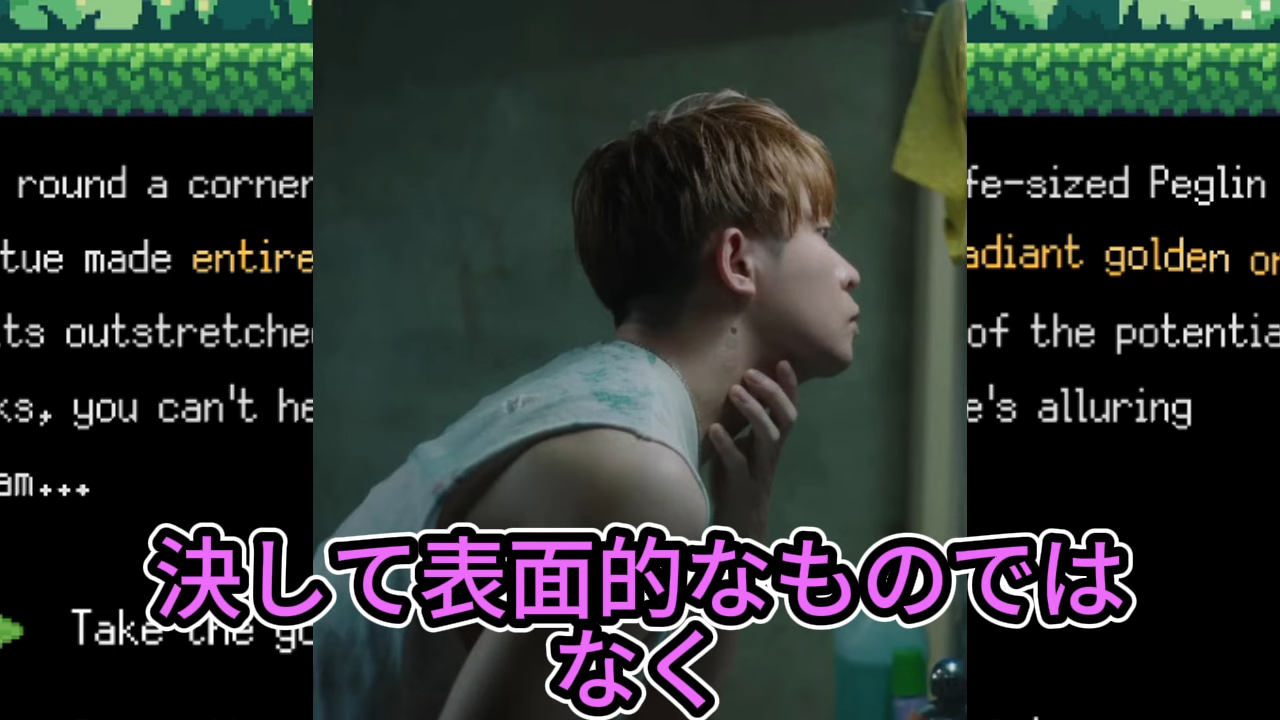 round a corner
fe-sized Peglin
tue made entire
adiant golden or
ts outstretche
of the potentia
ks, you can't he
e's alluring
am...
Take the go
決して表面的なものでは
なく